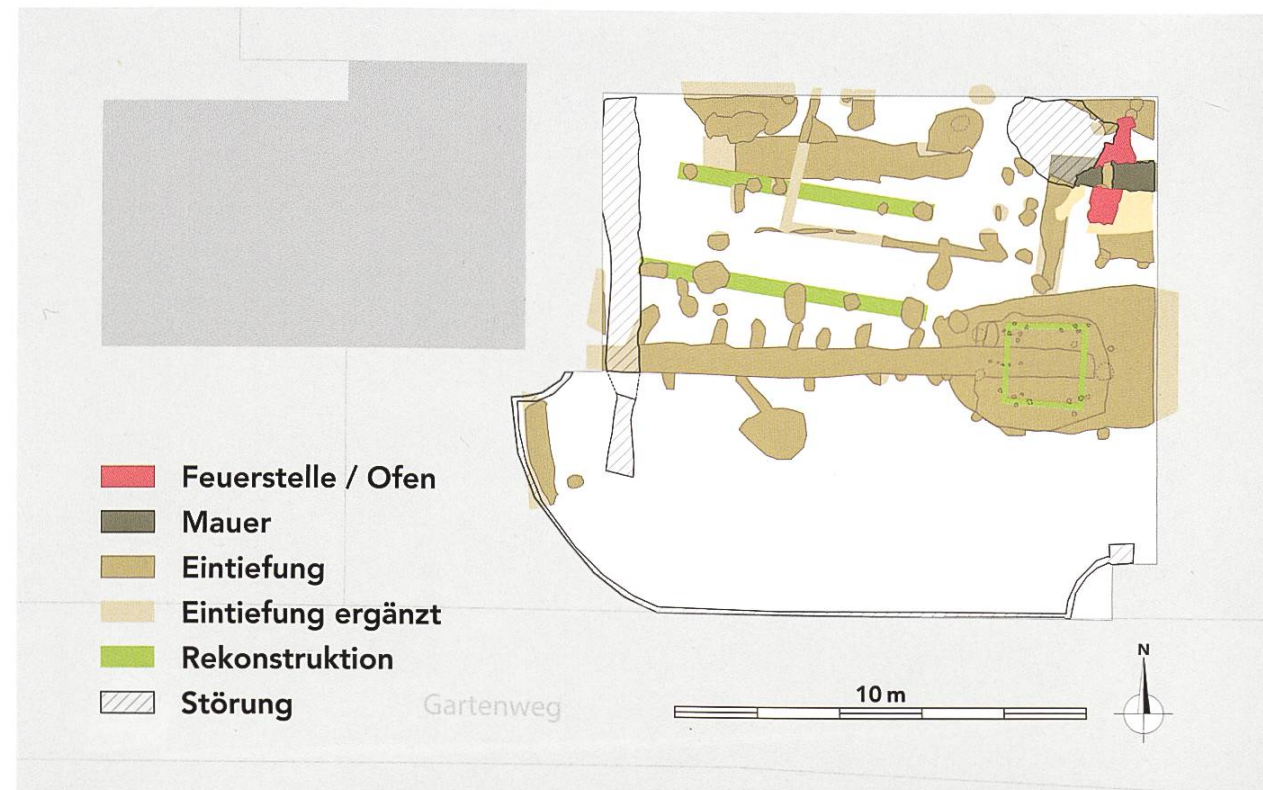 Feuerstelle / Ofen
Mauer
Eintiefung
Eintiefung ergänzt
Rekonstruktion
Störung
Gartenweg
10 m
N